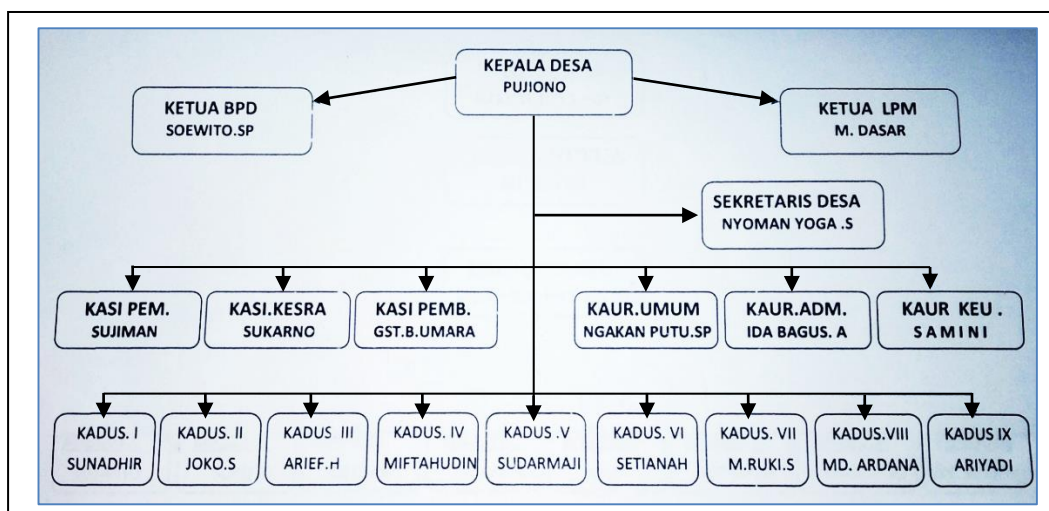 KEPALA DESA
PUJIONO
KETUA BPD
SOEWITO.SP
KETUA LPM
M. DASAR
SEKRETARIS DESA
NYOMAN YOGA .S
KASI PEM.
SUJIMAN
KASI.KESRA
SUKARNO
KASI PEMB.
GST.B.UMARA
KAUR.UMUM
NGAKAN PUTU.SP
KAUR.ADM.
IDA BAGUS. A
KAUR KEU .
S A M I N I
KADUS. I
SUNADHIR
KADUS. II
JOKO.S
KADUS III
ARIEF.H
KADUS. IV
MIFTAHUDIN
KADUS .V
SUDARMAJI
KADUS. VI
SETIANAH
KADUS. VII
M.RUKI.S
KADUS.VIII
MD. ARDANA
KADUS IX
ARIYADI